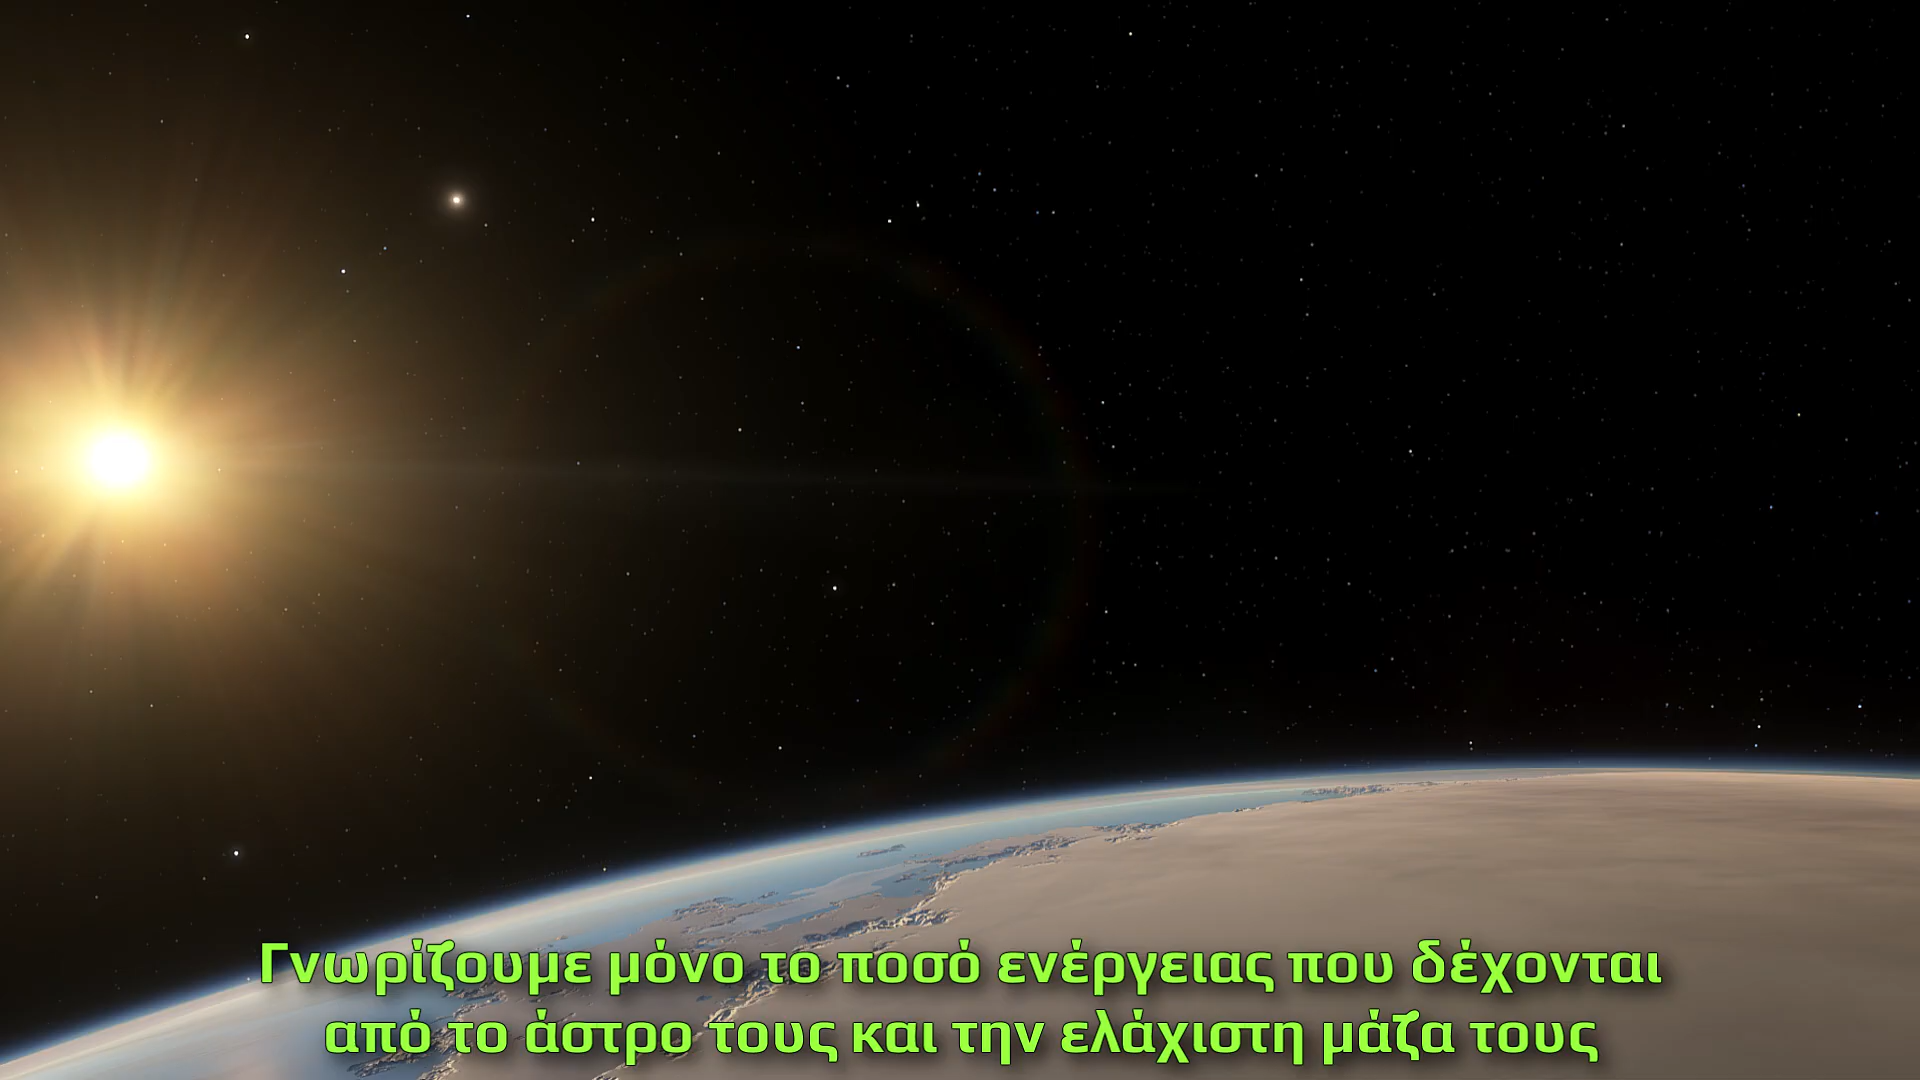 Γνωρίζουμε μόνο το ποσό ενέργειας που δέχονται
από το άστρο τους και την ελάχιστη μάζα τους